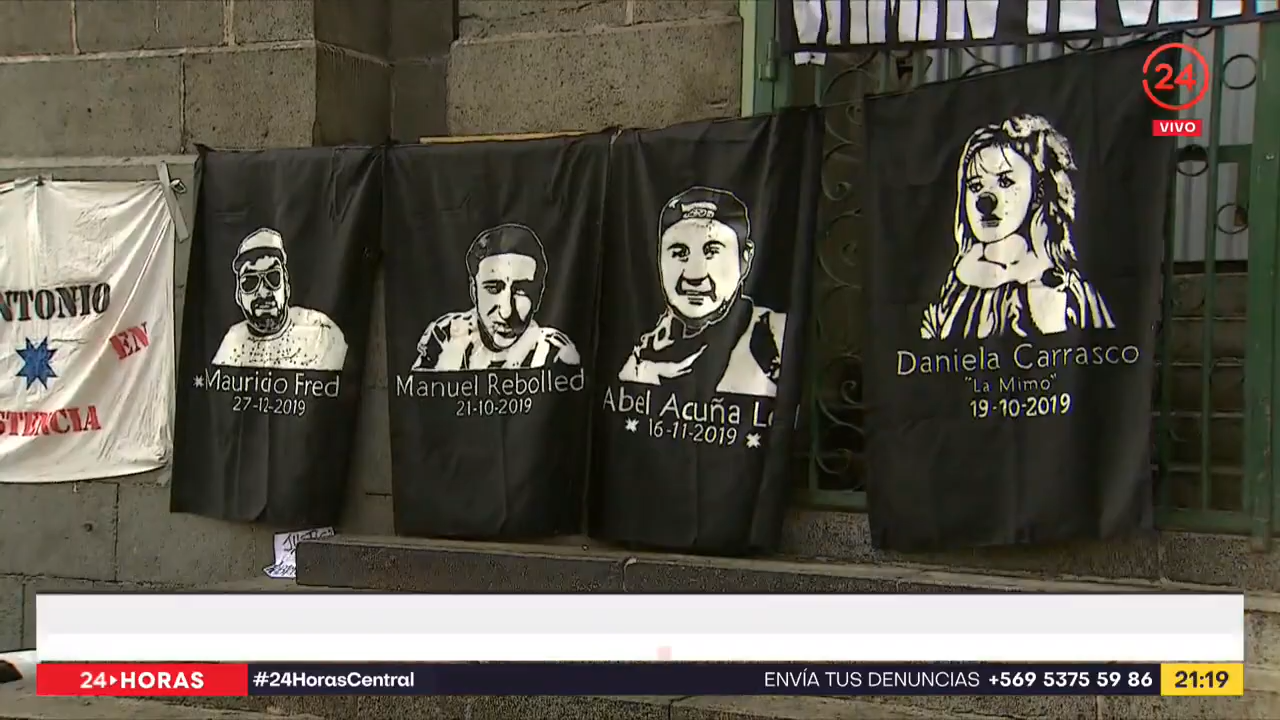 24
VIVO
NTONIO
EN
STENCIA
Mauricio Fred
27-12-2019
Manuel Rebolled
21-10-2019
Abel Acuña Le
16-11-2019
Daniela Carrasco
"La Mimo"
19-10-2019
24 HORAS
#24HorasCentral
ENVÍA TUS DENUNCIAS +569 5375 59 86
21:19